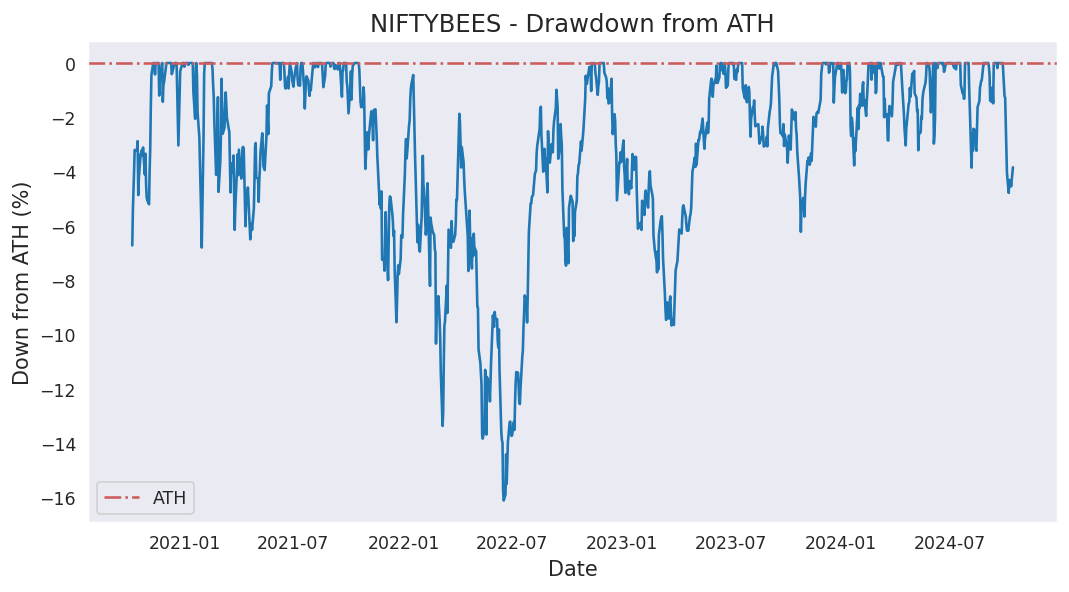 NIFTYBEES - Drawdown from ATH
Down from ATH (%)
0
−2
−4
−6
−8
−10
−12
−14
−16
ATH
2021-01 2021-07 2022-01 2022-07 2023-01 2023-07 2024-01 2024-07
Date